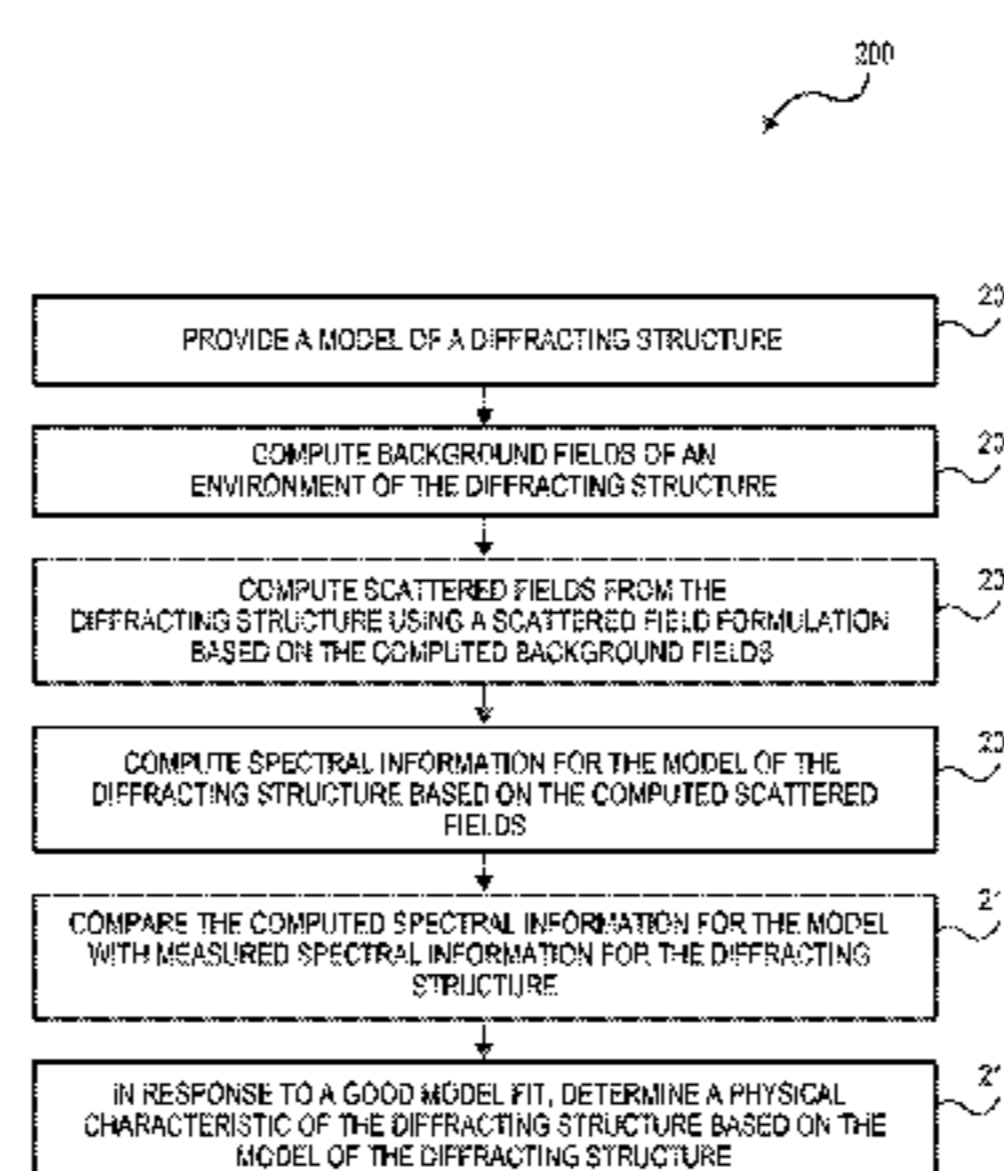 200
PROVIDE A MODEL OF A DIFFRACTING STRUCTURE
COMPUTE BACKGROUND FIELDS OF AN
ENVIRONMENT OF THE DIFFRACTING STRUCTURE
COMPUTE SCATTERED FIELDS FROM THE
DIFFRACTING STRUCTURE USING A SCATTERED FIELD FORMULATION
BASED ON THE COMPUTED BACKGROUND FIELDS
COMPUTE SPECTRAL INFORMATION FOR THE MODEL OF THE
DIFFRACTING STRUCTURE BASED ON THE COMPUTED SCATTERED
FIELDS
COMPARE THE COMPUTED SPECTRAL INFORMATION FOR THE MODEL
WITH MEASURED SPECTRAL INFORMATION FOR THE DIFFRACTING
STRUCTURE
IN RESPONSE TO A GOOD MODEL FIT, DETERMINE A PHYSICAL
CHARACTERISTIC OF THE DIFFRACTING STRUCTURE BASED ON THE
MODEL OF THE DIFFRACTING STRUCTURE